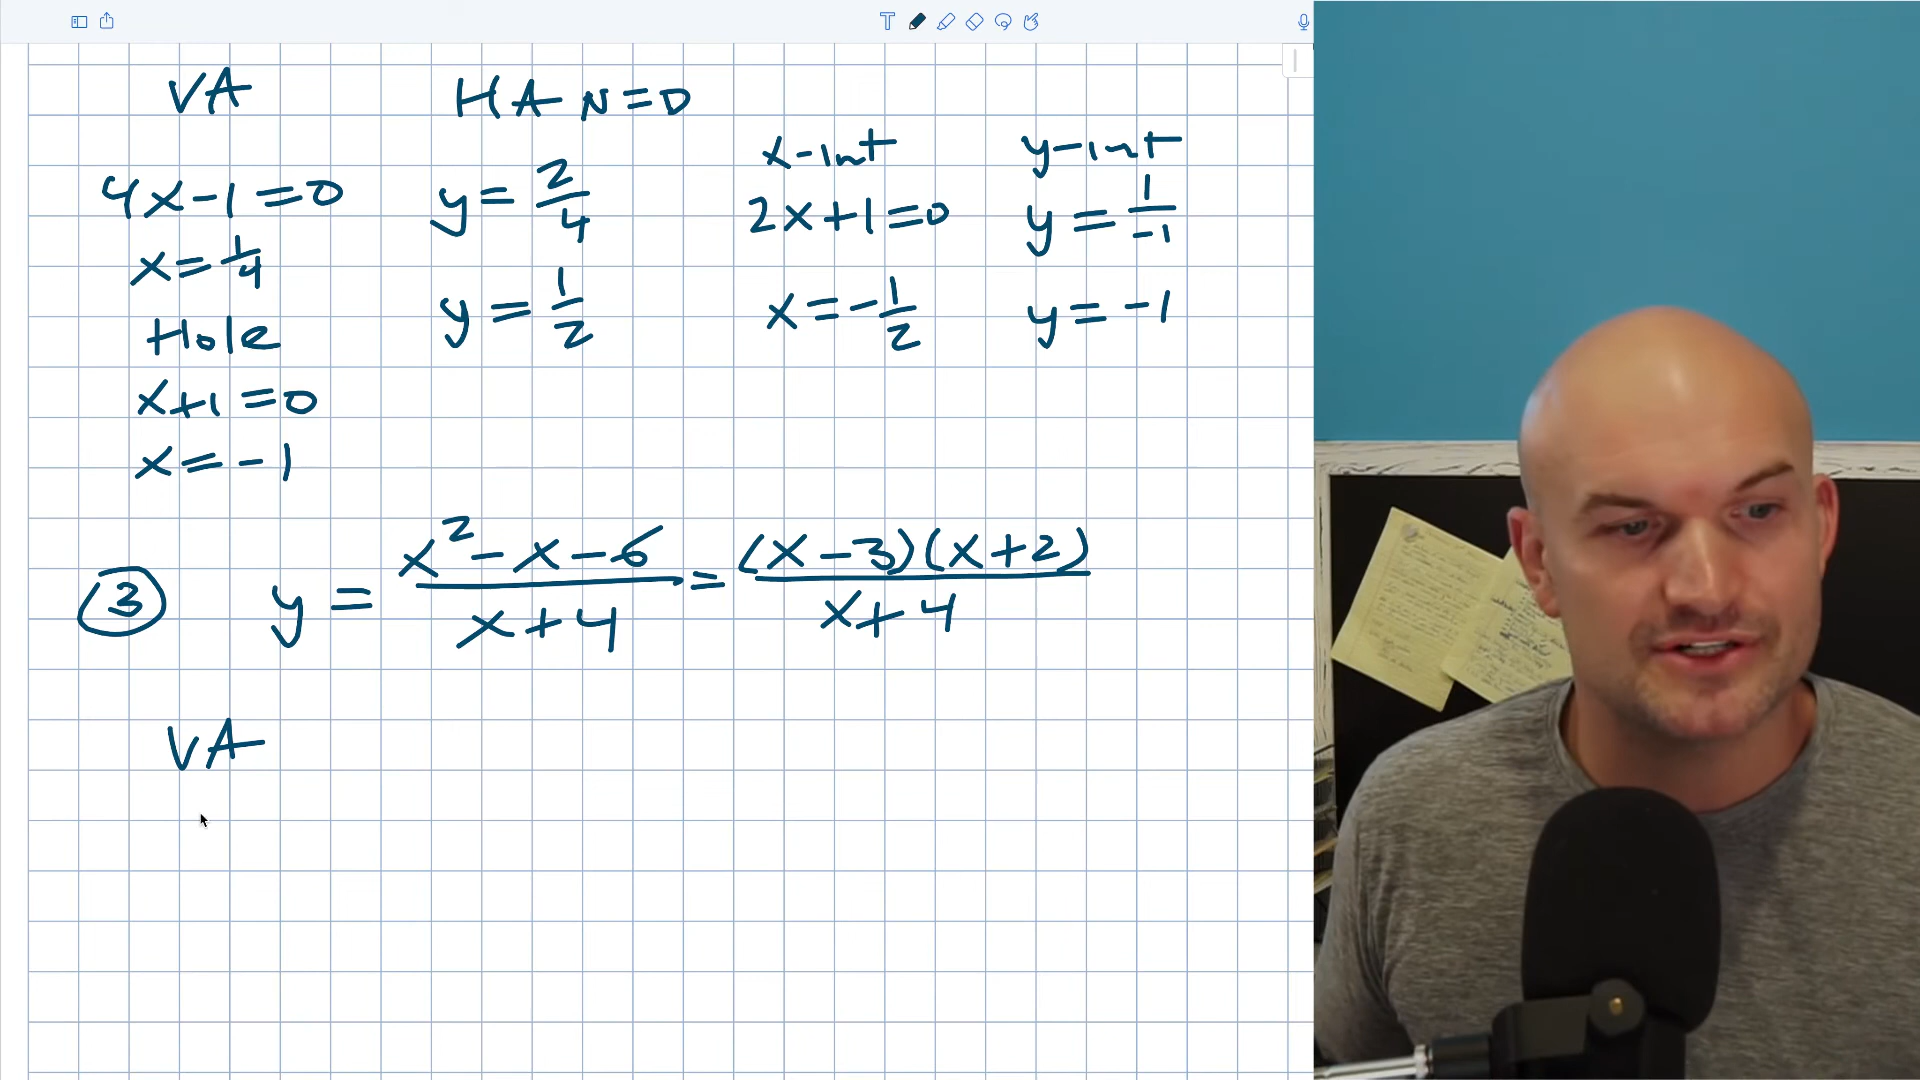 VA
4x-1=0
x=1/4
Hole
x+1=0
x=-1
HA N=D
y=2/4
y=1/2
x-int
2x+1=0
x=-1/2
y-int
y=1/-1
y=-1
3 y=x²-x-6/x+4=(x-3)(x+2)/x+4
VA